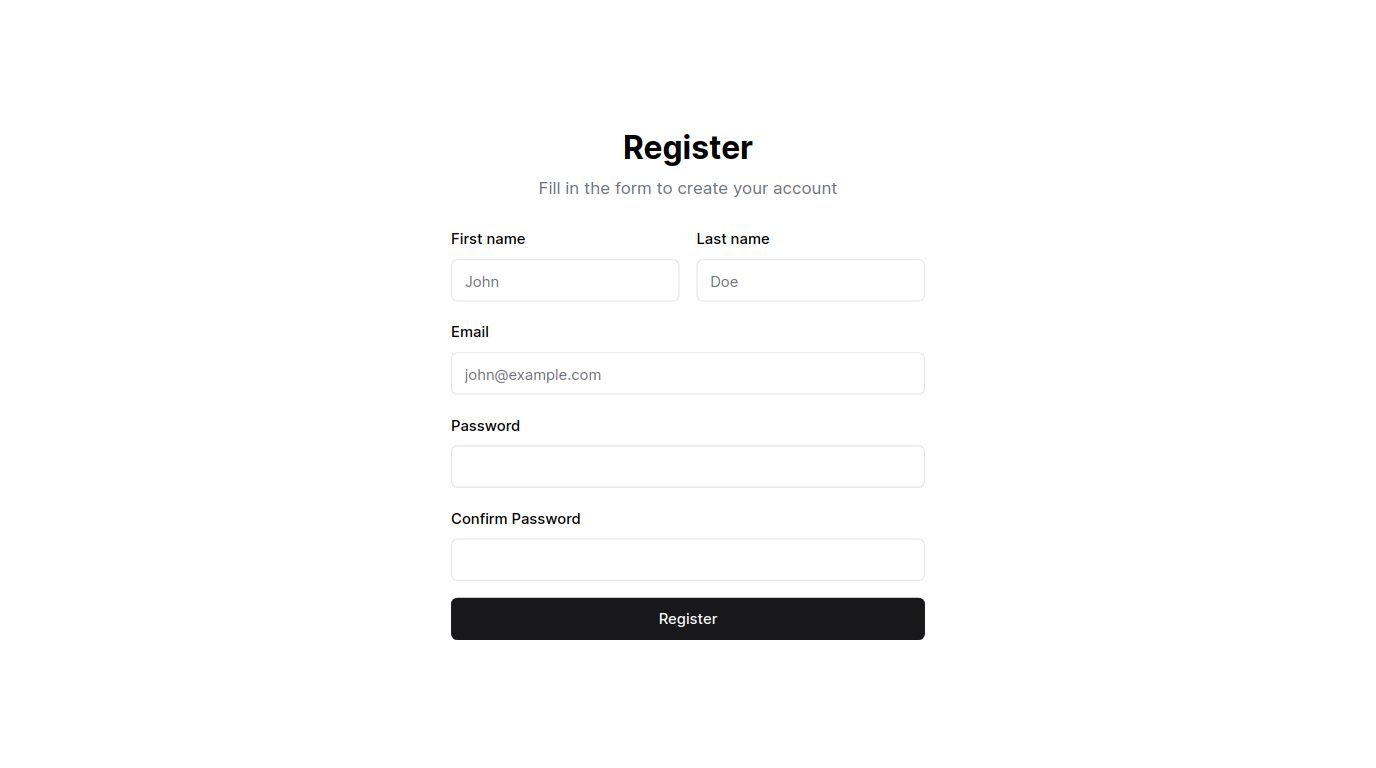 Register
Fill in the form to create your account
First name Last name
John Doe
Email
john@example.com
Password
Confirm Password
Register